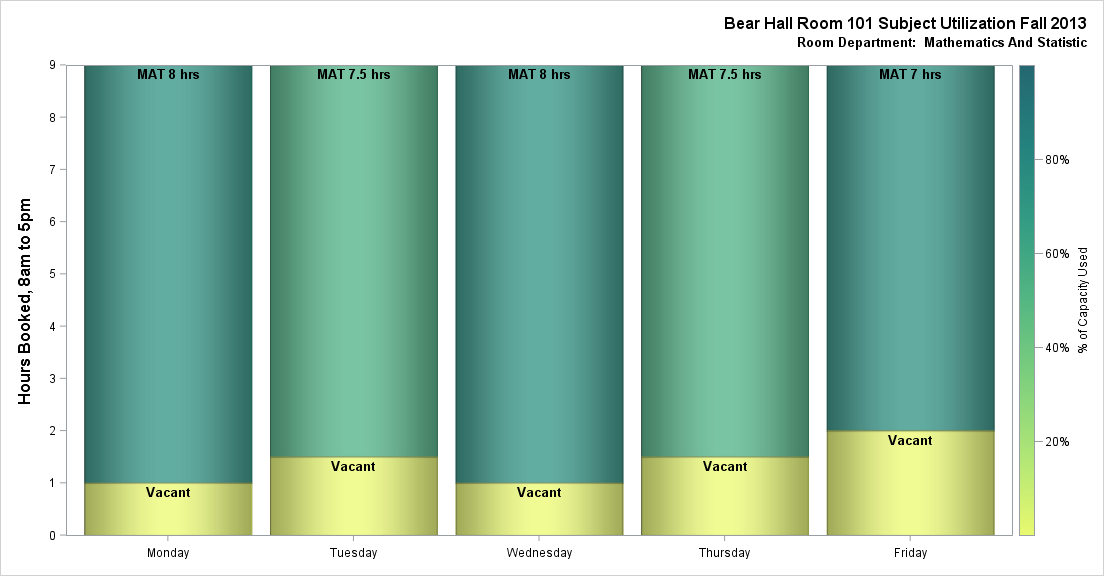 Bear Hall Room 101 Subject Utilization Fall 2013
Room Department:  Mathematics And Statistic
Hours Booked, 8am to 5pm
9
8
7
6
5
4
3
2
1
0
MAT 8 hrs
MAT 7.5 hrs
MAT 8 hrs
MAT 7.5 hrs
MAT 7 hrs
Vacant
Vacant
Vacant
Vacant
Vacant
Monday
Tuesday
Wednesday
Thursday
Friday
80%
60%
40%
20%
% of Capacity Used